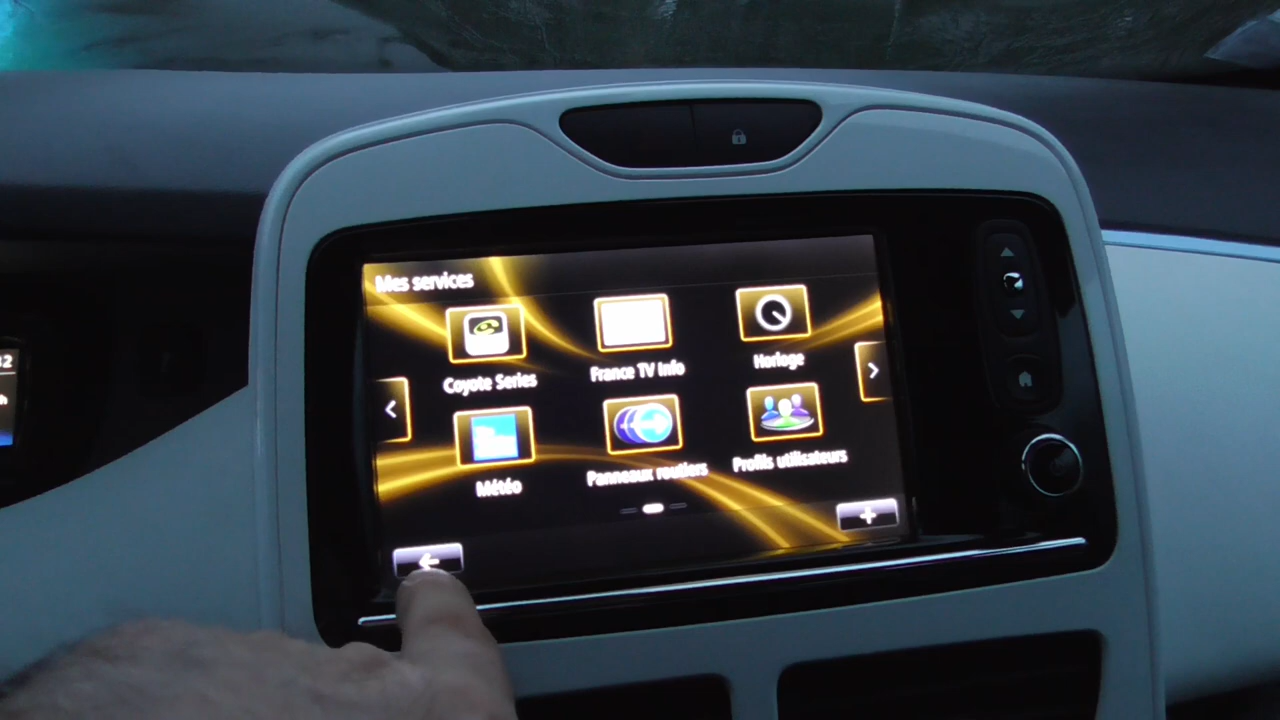 Mes services
Coyote Series
France TV Info
Horloge
Météo
Panneaux routiers
Profils utilisateurs